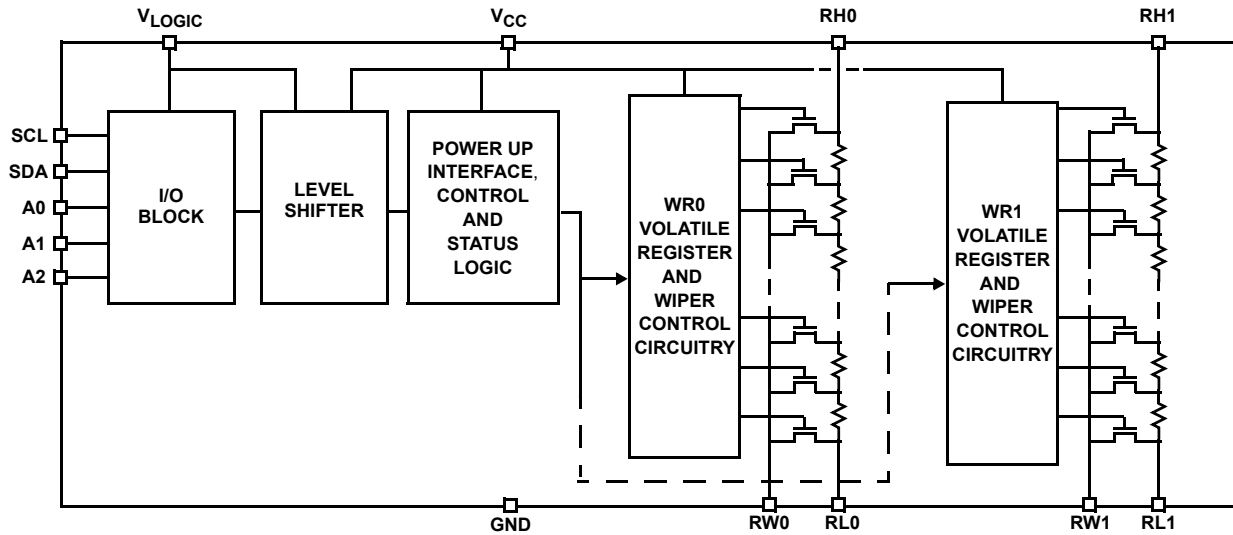 VLOGIC
VCC
RH0
RH1
SCL
SDA
A0
A1
A2
I/O
BLOCK
LEVEL
SHIFTER
POWER UP
INTERFACE,
CONTROL
AND
STATUS
LOGIC
WR0
VOLATILE
REGISTER
AND
WIPER
CONTROL
CIRCUITRY
WR1
VOLATILE
REGISTER
AND
WIPER
CONTROL
CIRCUITRY
GND
RW0
RL0
RW1
RL1